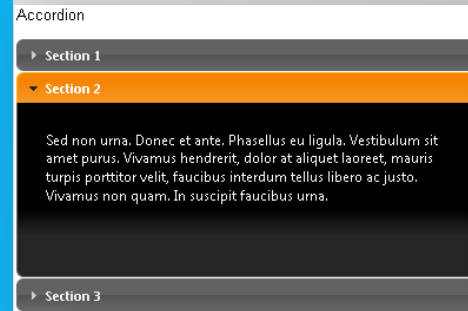 Accordion
Section 1
Section 2
Sed non urna. Donec et ante. Phasellus eu ligula. Vestibulum sit
amet purus. Vivamus hendrerit, dolor at aliquet laoreet, mauris
turpis porttitor velit, faucibus interdum tellus libero ac justo.
Vivamus non quam. In suscipit faucibus urna.
Section 3